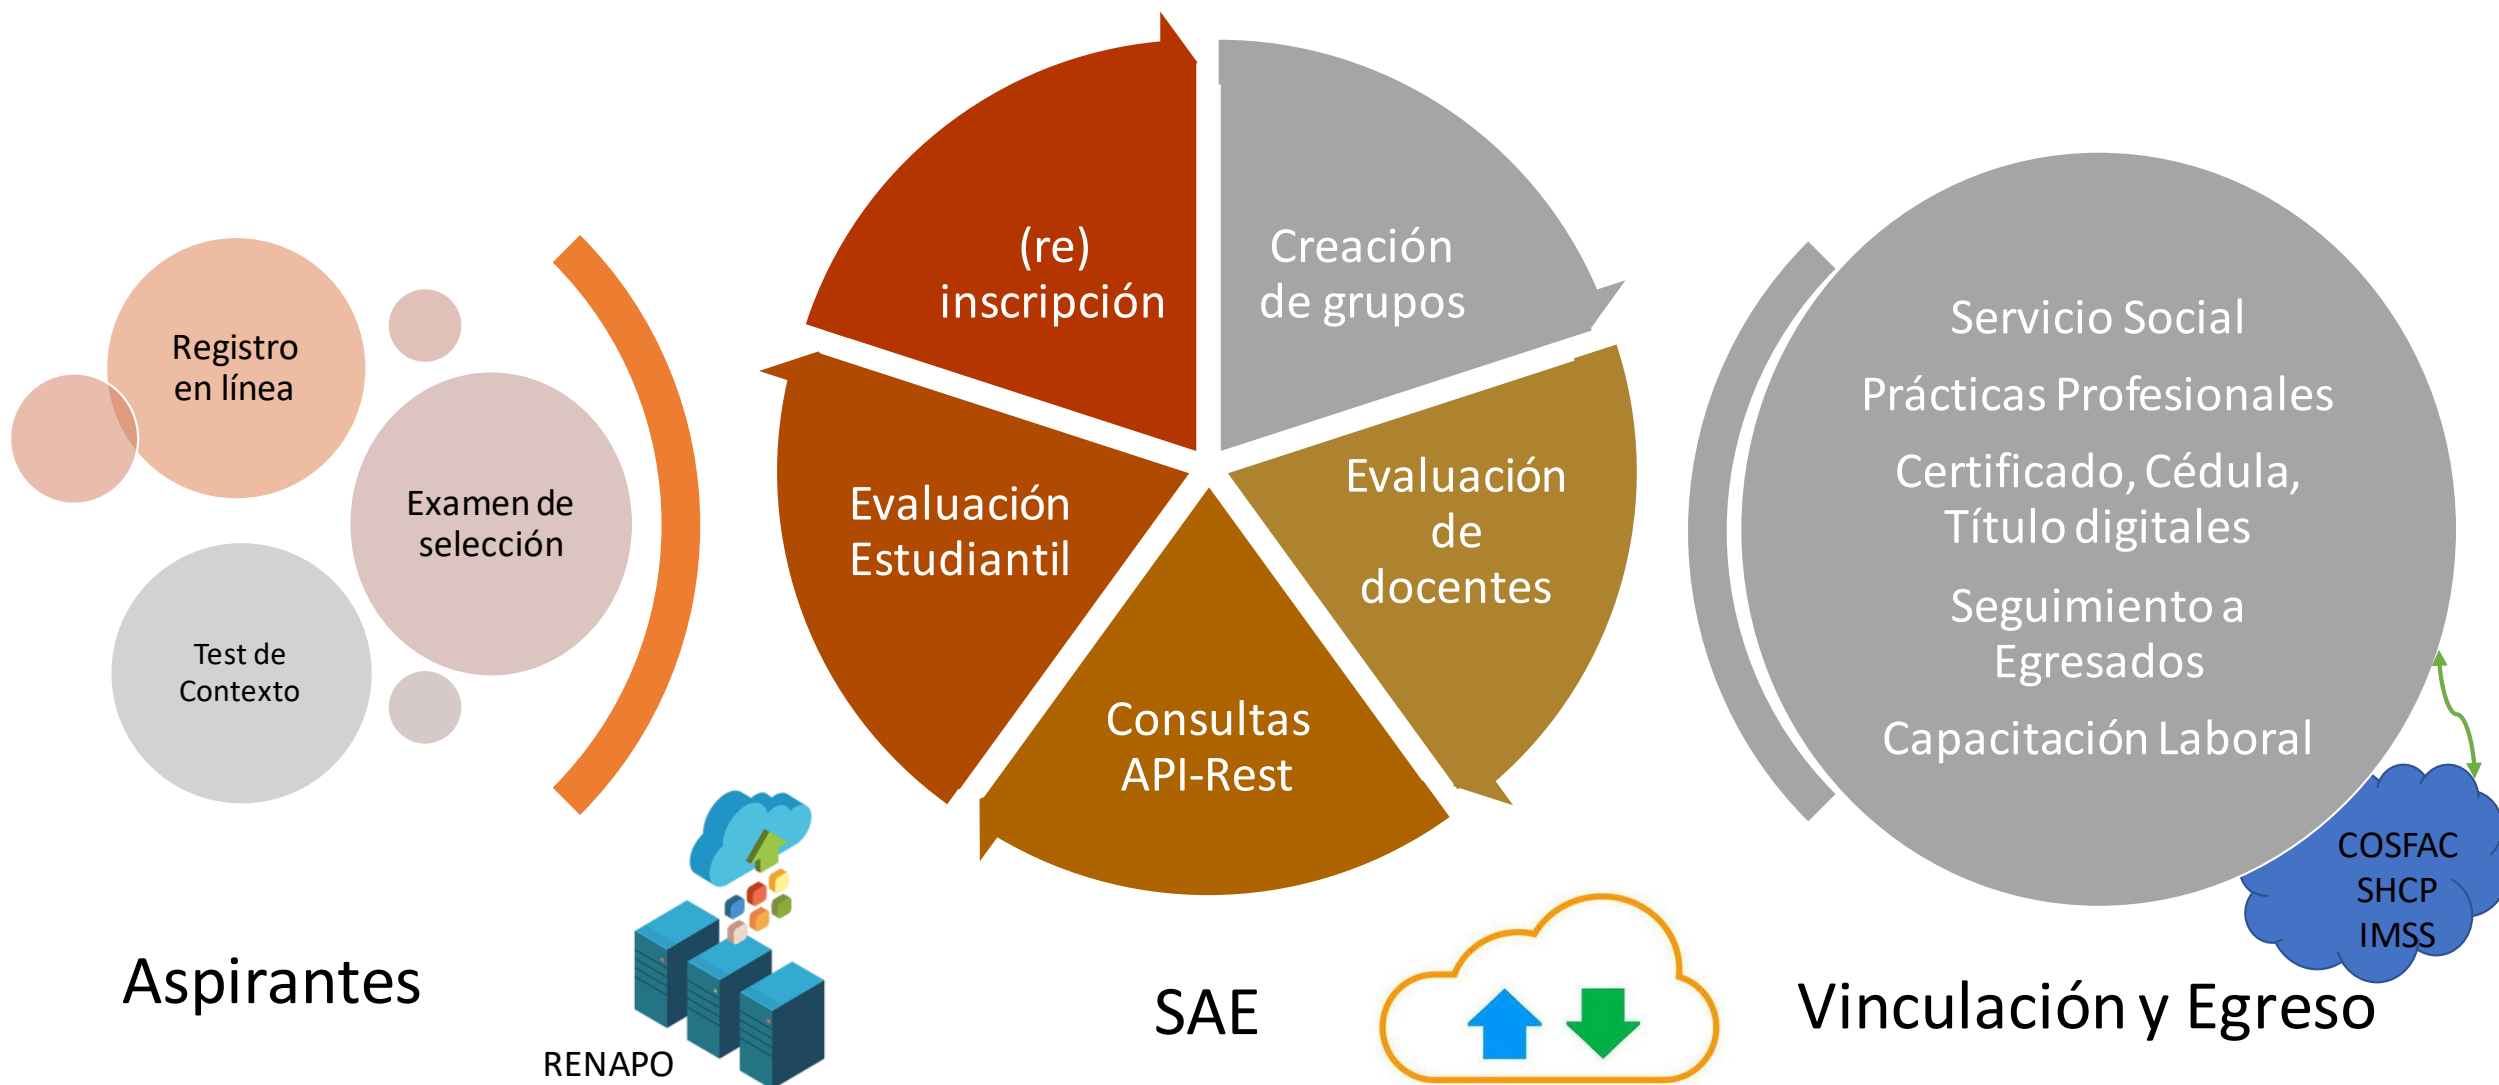 Registro
en línea
Examen de
selección
Test de
Contexto
Aspirantes
RENAPO
(re)
inscripción
Creación
de grupos
Evaluación
de
docentes
Consultas
API-Rest
Evaluación
Estudiantil
SAE
Servicio Social
Prácticas Profesionales
Certificado, Cédula,
Título digitales
Seguimiento a
Egresados
Capacitación Laboral
COSFAC
SHCP
IMSS
Vinculación y Egreso